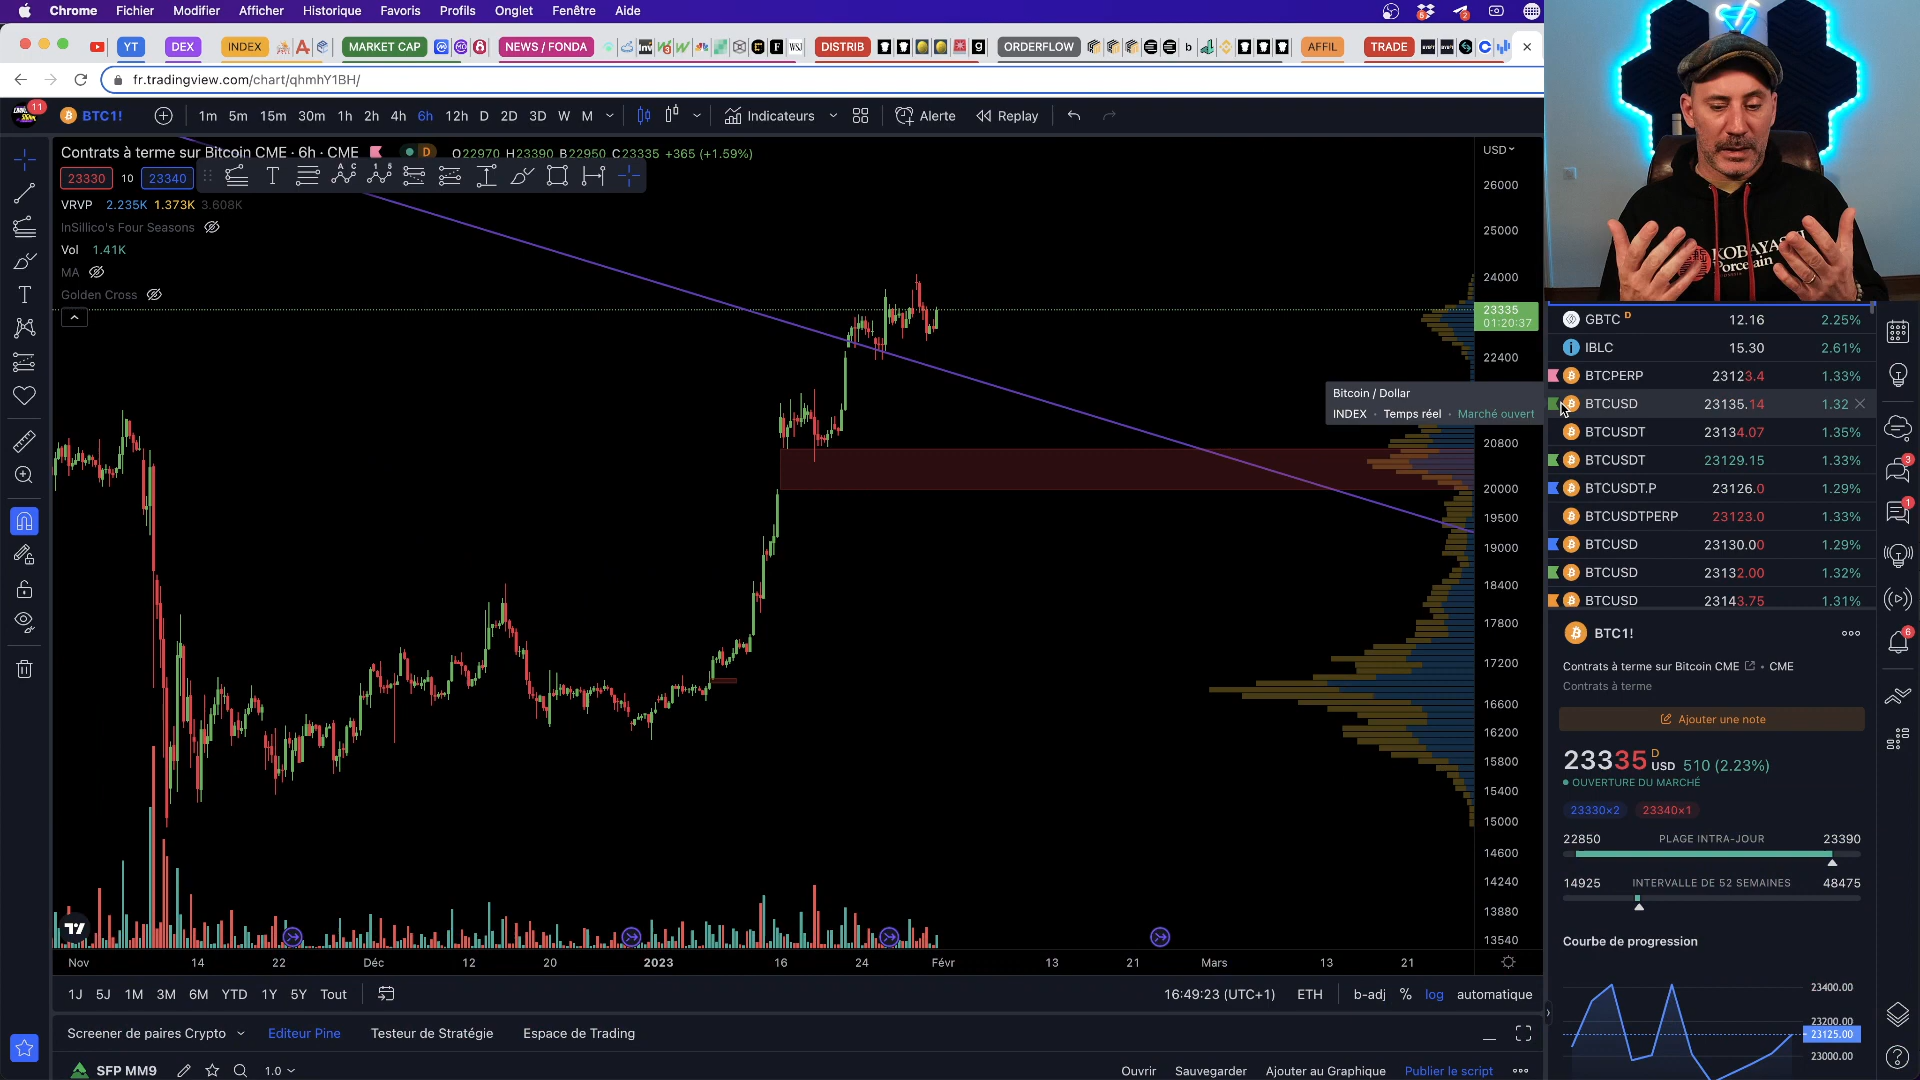 Chrome Fichier Modifier Afficher Historique Favoris Profils Onglet Fenêtre Aide
YT DEX INDEX MARKET CAP NEWS / FONDA DISTRIB ORDERFLOW AFFIL TRADE
fr.tradingview.com/chart/qhmhY1BH/
11 BTC1! 1m 5m 15m 30m 1h 2h 4h 6h 12h D 2D 3D W M Indicateurs Alerte Replay
Contrats à terme sur Bitcoin CME · 6h · CME D O22970 H23390 B22950 C23335 +365 (+1.59%)
23330 10 23340
VRVP 2.235K 1.373K 3.608K
InSillico's Four Seasons
Vol 1.41K
MA
Golden Cross
USD
26000
25000
24000
23335
01:20:37
22400
20800
20000
19500
19000
18400
17800
17200
16600
16200
15800
15400
15000
14600
14240
13880
13540
Bitcoin / Dollar
INDEX · Temps réel · Marché ouvert
Nov 14 22 Déc 12 20 2023 16 24 Févr 13 21 Mars 13 21
1J 5J 1M 3M 6M YTD 1Y 5Y Tout 16:49:23 (UTC+1) ETH b-adj % log automatique
Screener de paires Crypto Editeur Pine Testeur de Stratégie Espace de Trading
SFP MM9 1.0 Ouvrir Sauvegarder Ajouter au Graphique Publier le script
KOBAYASHI
Porcelain
GBTC D 12.16 2.25%
IBLC 15.30 2.61%
BTCPERP 23123.4 1.33%
BTCUSD 23135.14 1.32
BTCUSDT 23134.07 1.35%
BTCUSDT 23129.15 1.33%
BTCUSDT.P 23126.0 1.29%
BTCUSDTPERP 23123.0 1.33%
BTCUSD 23130.00 1.29%
BTCUSD 23132.00 1.32%
BTCUSD 23143.75 1.31%
BTC1!
Contrats à terme sur Bitcoin CME • CME
Contrats à terme
Ajouter une note
23335 D USD 510 (2.23%)
OUVERTURE DU MARCHÉ
23330×2 23340×1
22850 PLAGE INTRA-JOUR 23390
14925 INTERVALLE DE 52 SEMAINES 48475
Courbe de progression
23400.00
23200.00
23125.00
23000.00
3
1
6